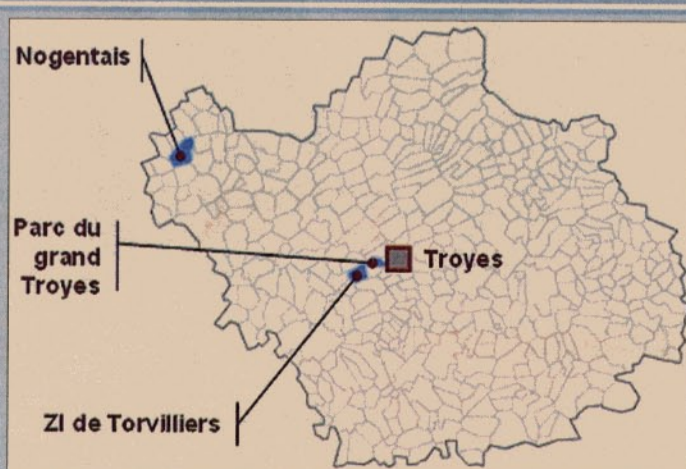 Nogentais
Parc du
grand
Troyes
Troyes
ZI de Torvilliers